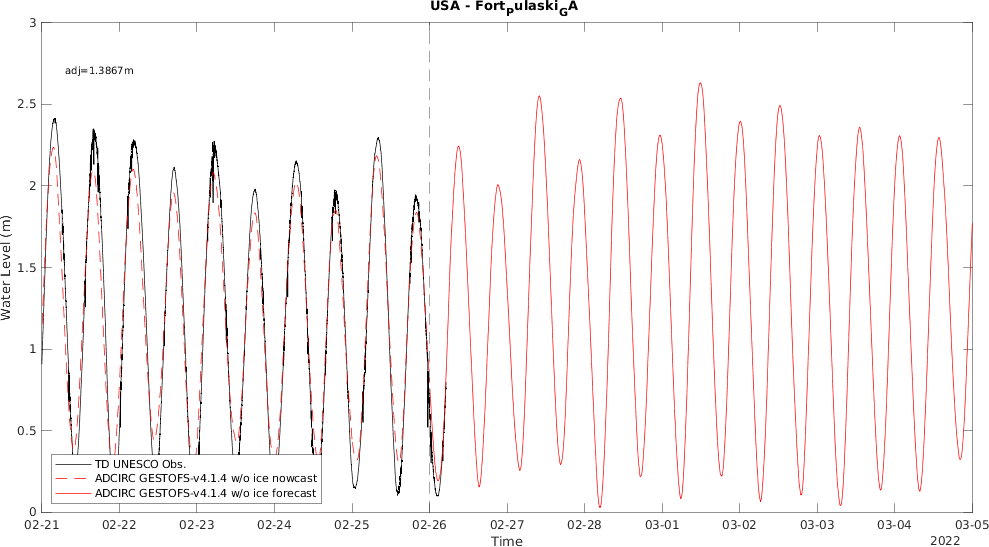 USA - FortPulaskiGA
adj=1.3867m
Water Level (m)
3
2.5
2
1.5
1
0.5
0
TD UNESCO Obs.
ADCIRC GESTOFS-v4.1.4 w/o ice nowcast
ADCIRC GESTOFS-v4.1.4 w/o ice forecast
02-21 02-22 02-23 02-24 02-25 02-26 02-27 02-28 03-01 03-02 03-03 03-04 03-05
Time
2022